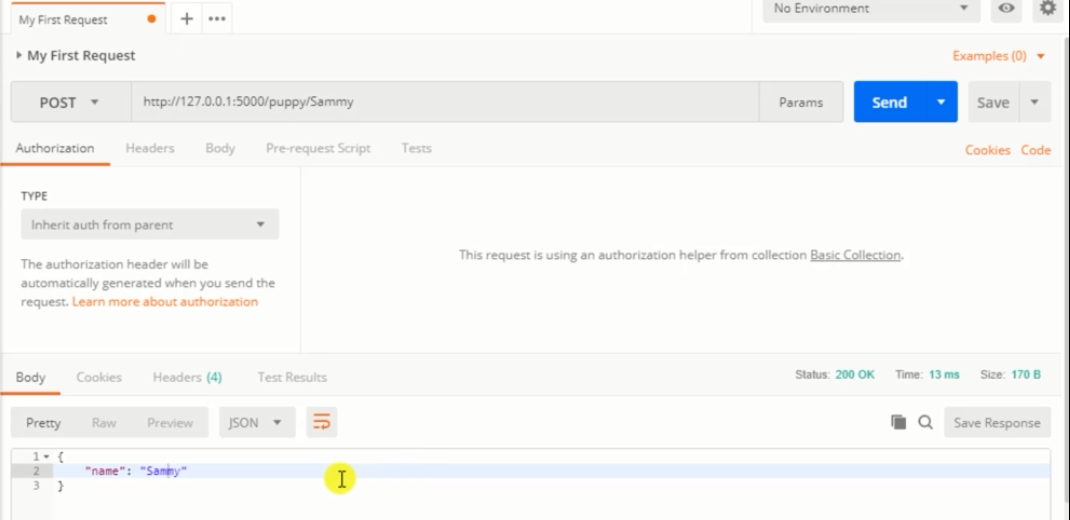 My First Request
No Environment
My First Request
Examples (0)
POST
http://127.0.0.1:5000/puppy/Sammy
Params
Send
Save
Authorization Headers Body Pre-request Script Tests
Cookies Code
TYPE
Inherit auth from parent
The authorization header will be
automatically generated when you send the
request. Learn more about authorization
This request is using an authorization helper from collection Basic Collection.
Body Cookies Headers (4) Test Results
Status: 200 OK Time: 13 ms Size: 170 B
Pretty Raw Preview JSON
Save Response
1 {
2 "name": "Sammy"
3 }